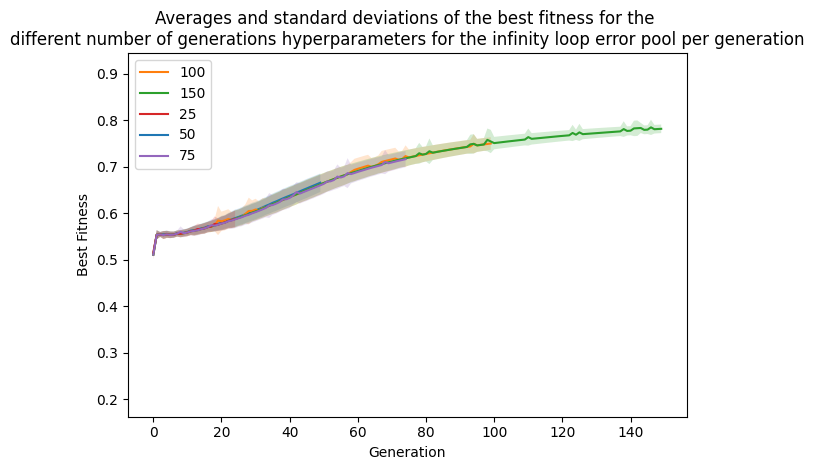 Averages and standard deviations of the best fitness for the
different number of generations hyperparameters for the infinity loop error pool per generation
100
150
25
50
75
Best Fitness
0.9
0.8
0.7
0.6
0.5
0.4
0.3
0.2
0 20 40 60 80 100 120 140
Generation